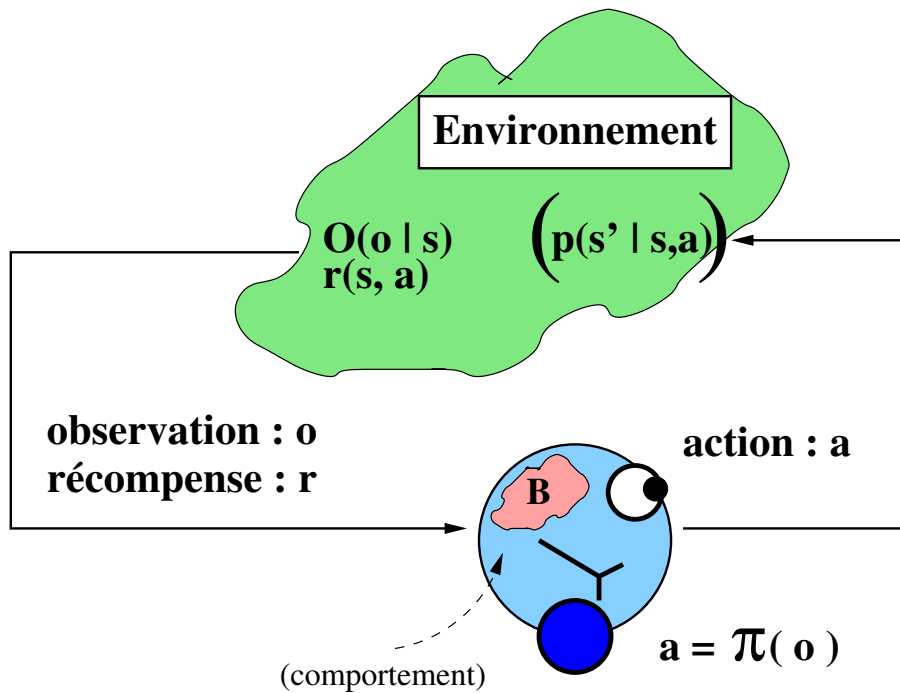 Environnement
O(o | s)
r(s, a)
(p(s' | s,a))
observation : o
récompense : r
action : a
B
a = π( o )
(comportement)